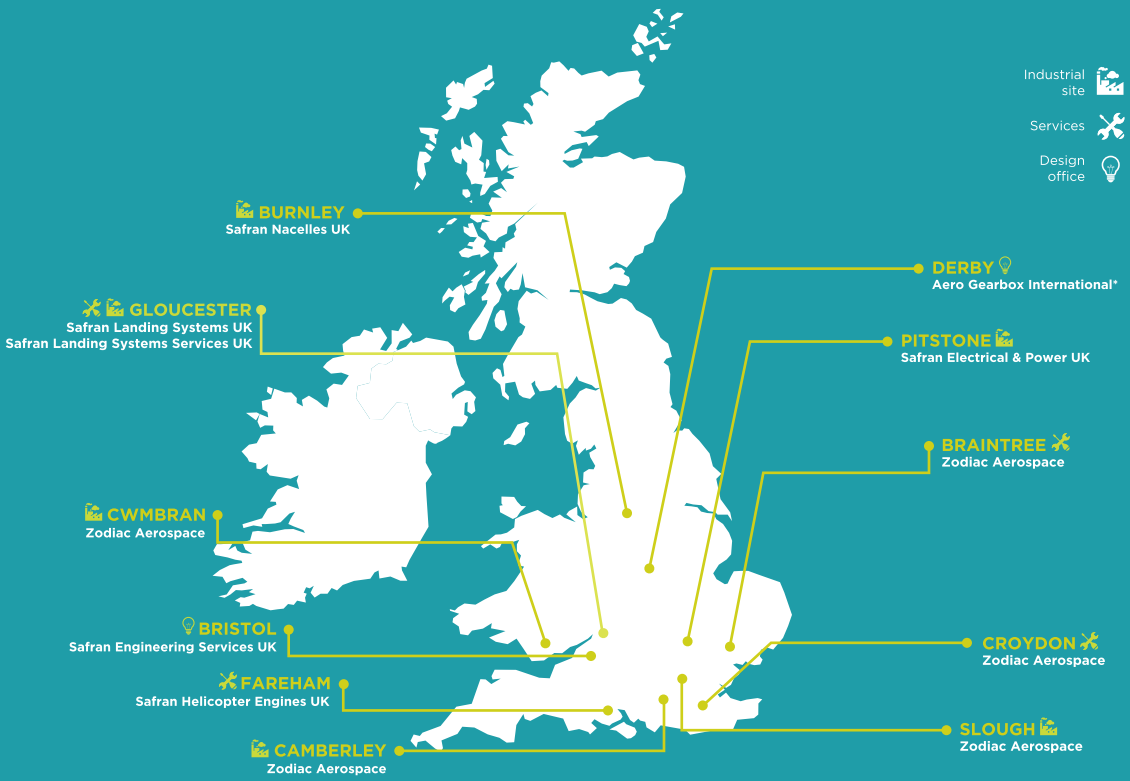 Industrial
site
Services
Design
office
BURNLEY
Safran Nacelles UK
GLOUCESTER
Safran Landing Systems UK
Safran Landing Systems Services UK
CWMBRAN
Zodiac Aerospace
BRISTOL
Safran Engineering Services UK
FAREHAM
Safran Helicopter Engines UK
CAMBERLEY
Zodiac Aerospace
DERBY
Aero Gearbox International*
PITSTONE
Safran Electrical & Power UK
BRAINTREE
Zodiac Aerospace
CROYDON
Zodiac Aerospace
SLOUGH
Zodiac Aerospace